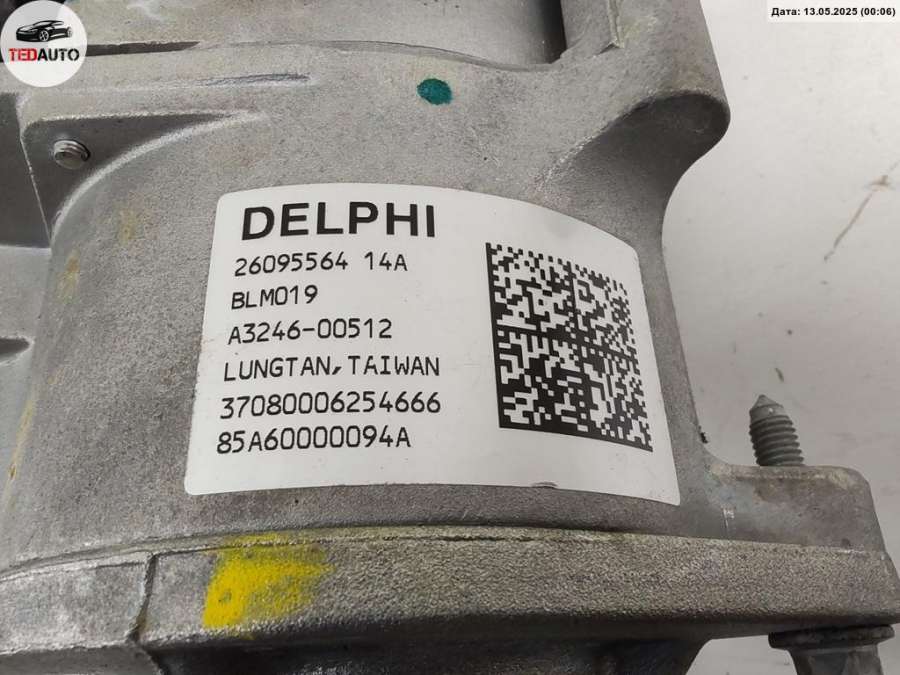 TEDAUTO
Дата: 13.05.2025 (00:06)
DELPHI
26095564 14A
BLM019
A3246-00512
LUNGTAN,TAIWAN
37080006254666
85A60000094A